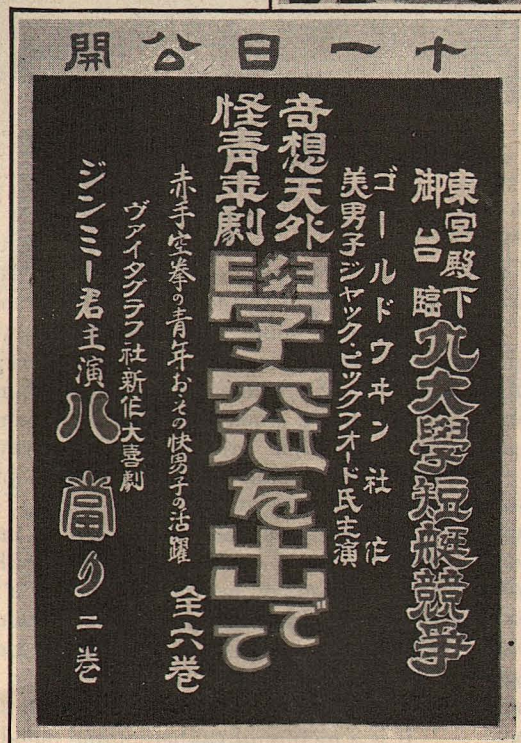 十一日公開
東宮殿下
御台臨
九大學短艇競爭
ゴールドウヰン社作
美男子ジャック・ピックフオード氏主演
奇想天外
怪靑年劇
學窓を出でて
赤手空拳の青年おぞその快男子の活躍
全六巻
ヴァイタグラフ社新作大喜劇
ジンミー君主演
八當り二巻